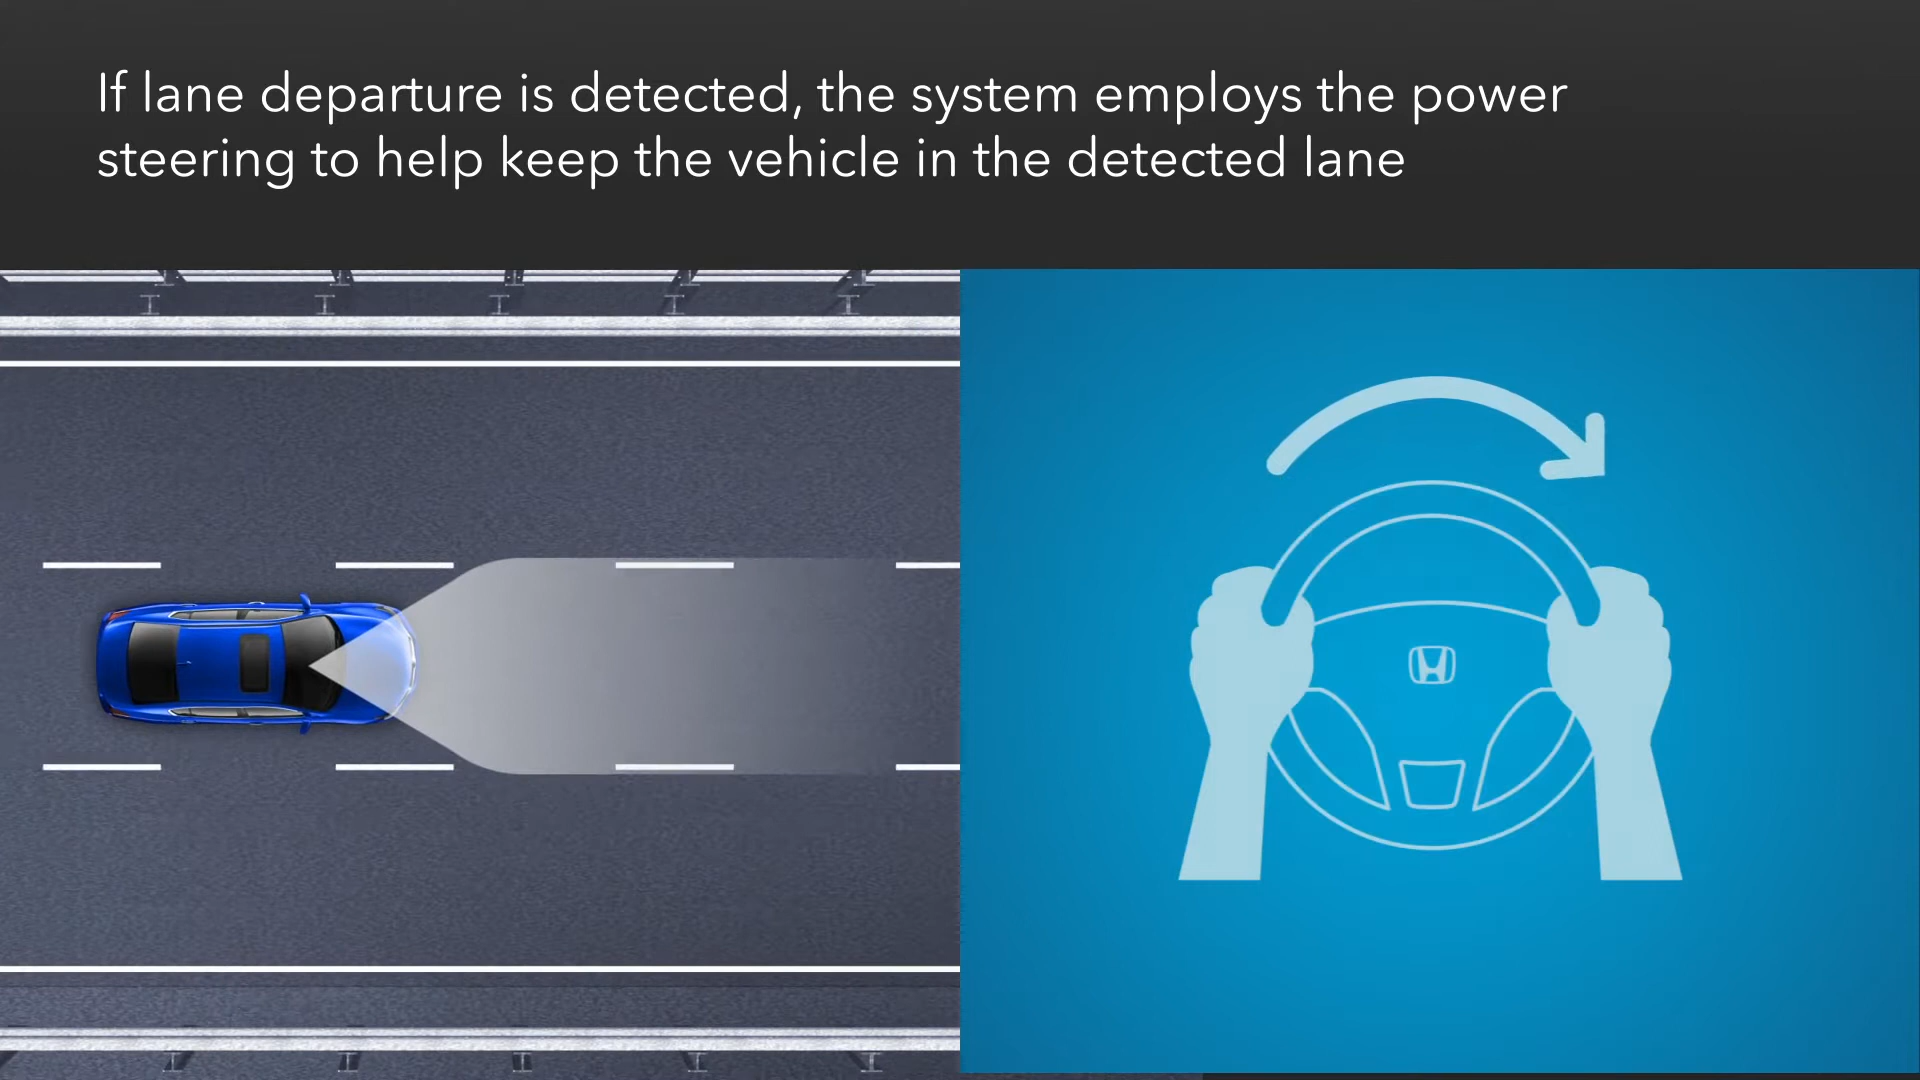 If lane departure is detected, the system employs the power
steering to help keep the vehicle in the detected lane